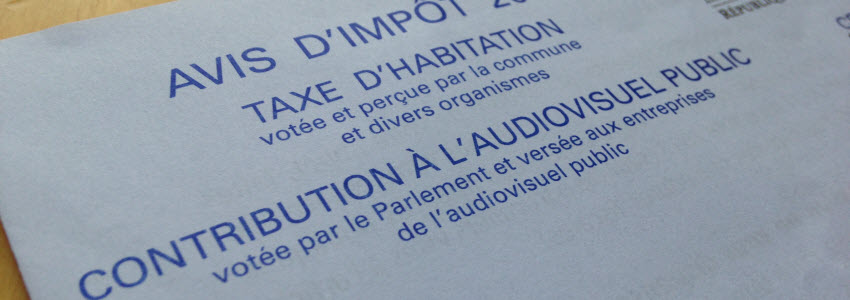 AVIS D'IMPÔT 20
TAXE D'HABITATION
votée et perçue par la commune
et divers organismes
CONTRIBUTION À L'AUDIOVISUEL PUBLIC
votée par le Parlement et versée aux entreprises
de l'audiovisuel public